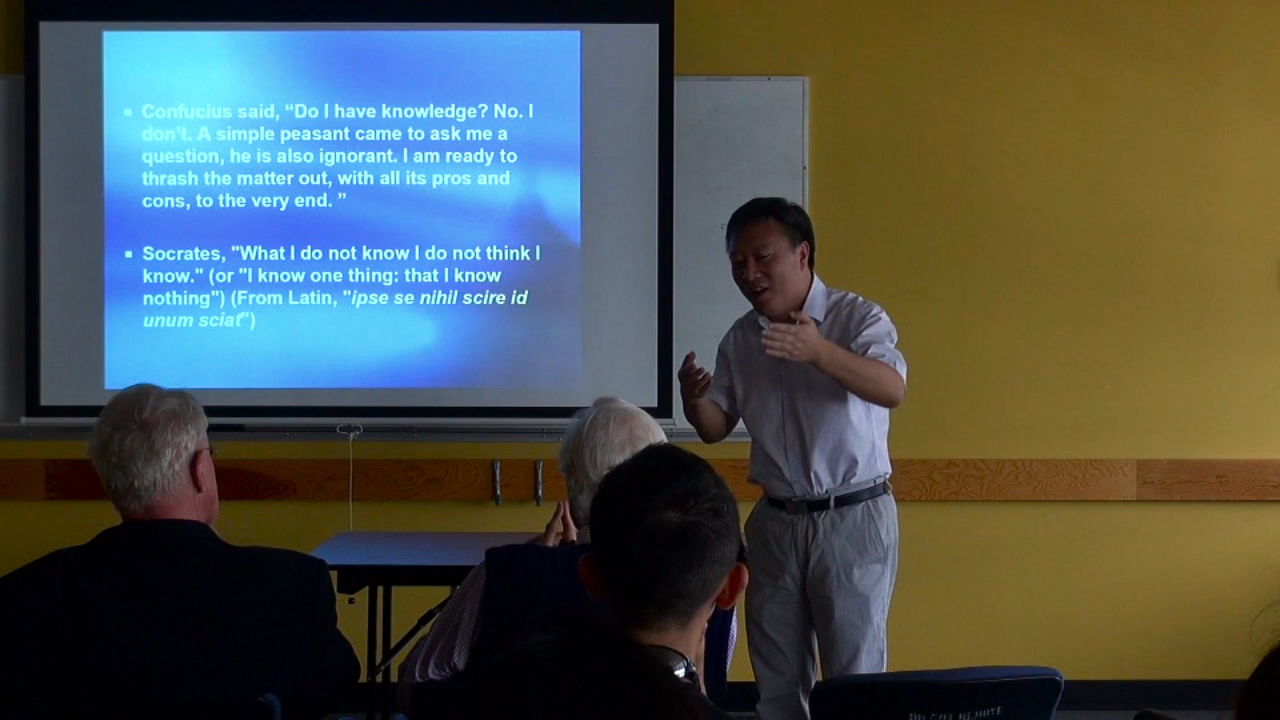 Confucius said, “Do I have knowledge? No. I
don't. A simple peasant came to ask me a
question, he is also ignorant. I am ready to
thrash the matter out, with all its pros and
cons, to the very end. ”
Socrates, "What I do not know I do not think I
know." (or "I know one thing: that I know
nothing") (From Latin, "ipse se nihil scire id
unum sciat")
DO NOT REMOVE